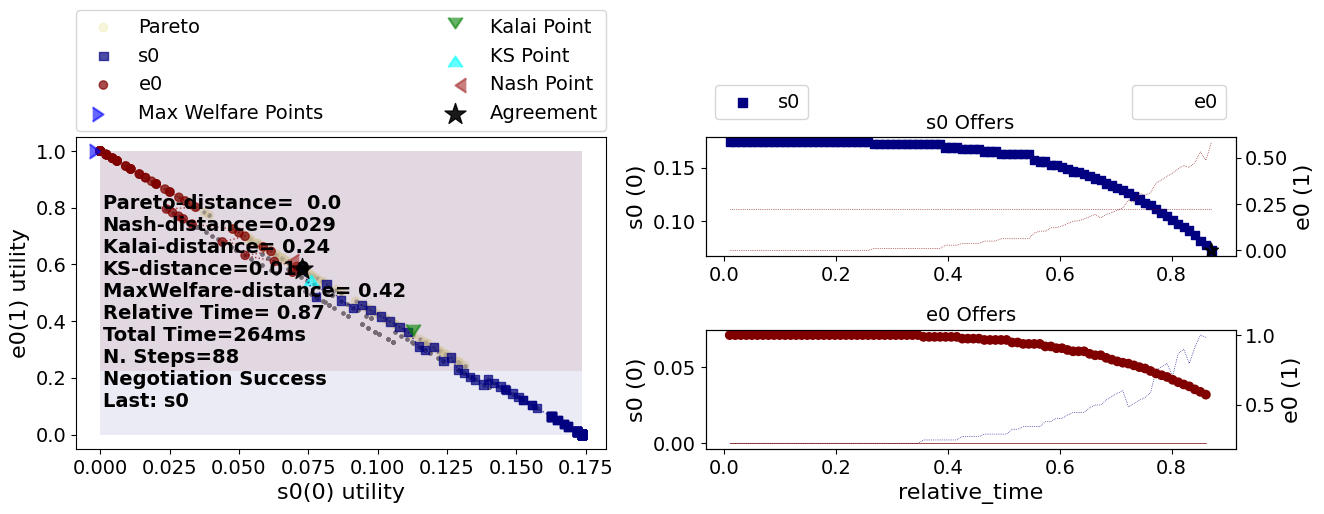 Pareto
s0
e0
Max Welfare Points
Kalai Point
KS Point
Nash Point
Agreement
1.0
0.8
0.6
0.4
0.2
0.0
e0(1) utility
Pareto-distance=  0.0
Nash-distance=0.029
Kalai-distance= 0.24
MaxWelfare-distance= 0.42
Relative Time= 0.87
Total Time=264ms
N. Steps=88
Negotiation Success
Last: s0
0.000 0.025 0.050 0.075 0.100 0.125 0.150 0.175
s0(0) utility
s0
e0
s0 Offers
0.15
0.10
s0 (0)
0.50
0.25
0.00
e0 (1)
0.0 0.2 0.4 0.6 0.8
e0 Offers
0.05
0.00
s0 (0)
1.0
0.5
e0 (1)
0.0 0.2 0.4 0.6 0.8
relative_time